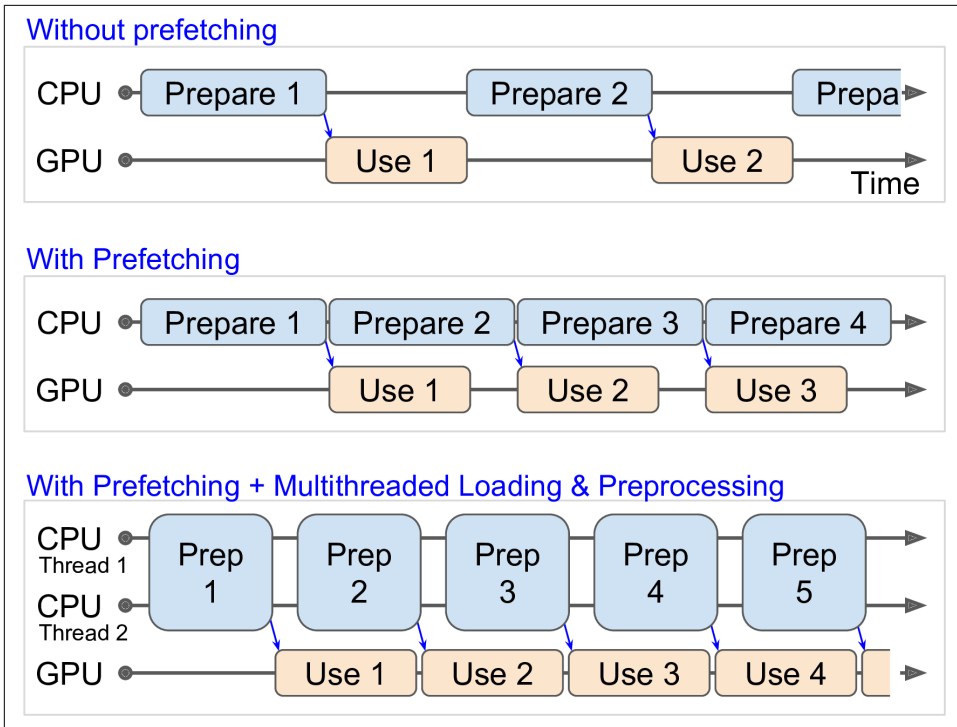 Without prefetching
CPU Prepare 1 Prepare 2 Prepa
GPU Use 1 Use 2
Time
With Prefetching
CPU Prepare 1 Prepare 2 Prepare 3 Prepare 4
GPU Use 1 Use 2 Use 3
With Prefetching + Multithreaded Loading & Preprocessing
CPU
Thread 1
Prep
1
Prep
2
Prep
3
Prep
4
Prep
5
CPU
Thread 2
GPU Use 1 Use 2 Use 3 Use 4